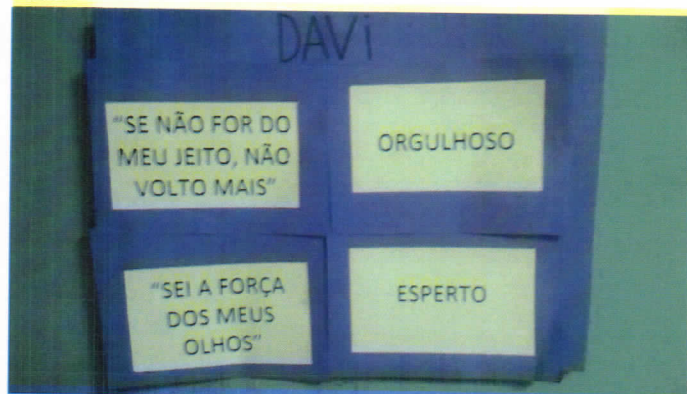 DAVi
"SE NÃO FOR DO
MEU JEITO, NÃO
VOLTO MAIS"
ORGULHOSO
"SEI A FORÇA
DOS MEUS
OLHOS"
ESPERTO